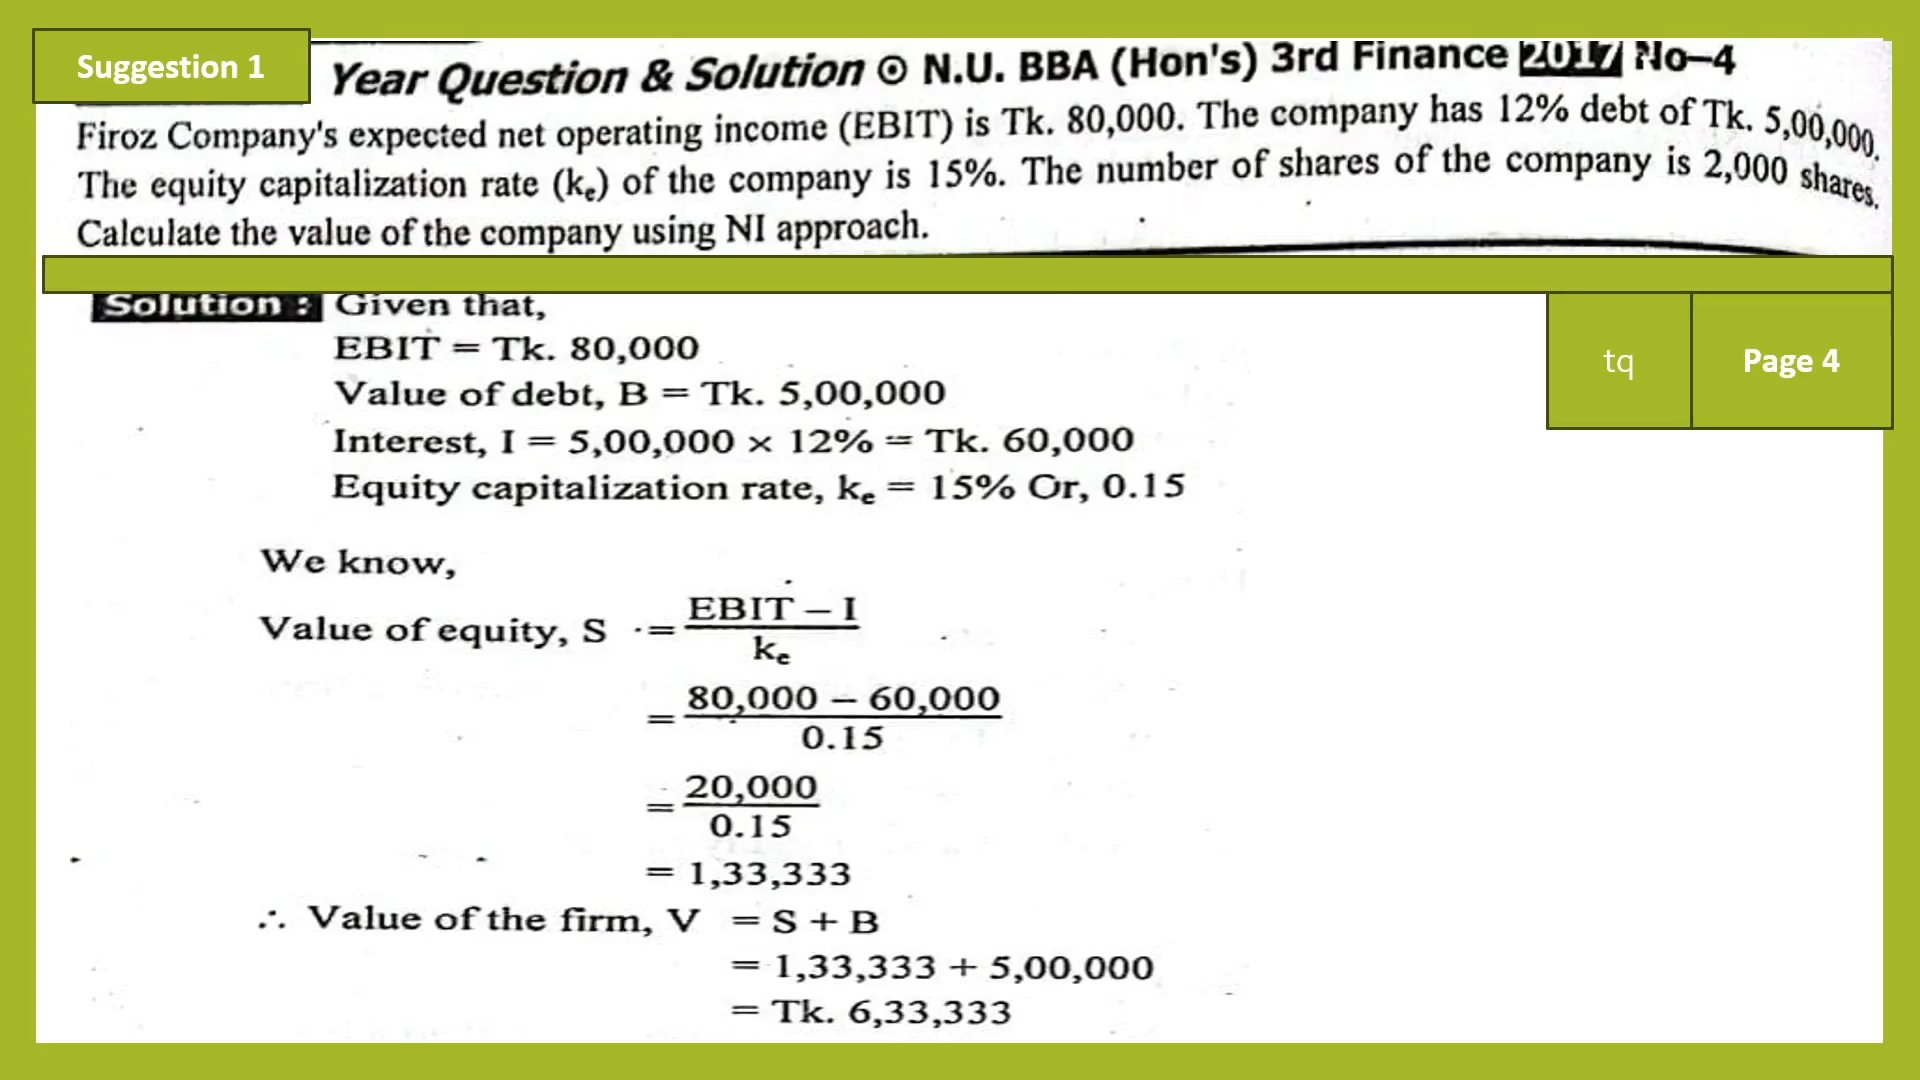 Suggestion 1
Year Question & Solution ⊙ N.U. BBA (Hon's) 3rd Finance 2017 No–4
Firoz Company's expected net operating income (EBIT) is Tk. 80,000. The company has 12% debt of Tk. 5,00,000.
The equity capitalization rate (ke) of the company is 15%. The number of shares of the company is 2,000 shares.
Calculate the value of the company using NI approach.
Solution : Given that,
tq
Page 4
EBIT = Tk. 80,000
Value of debt, B = Tk. 5,00,000
Interest, I = 5,00,000 × 12% = Tk. 60,000
Equity capitalization rate, ke = 15% Or, 0.15
We know,
Value of equity, S = EBIT – I
ke
= 80,000 – 60,000
0.15
= 20,000
0.15
= 1,33,333
∴ Value of the firm, V = S + B
= 1,33,333 + 5,00,000
= Tk. 6,33,333